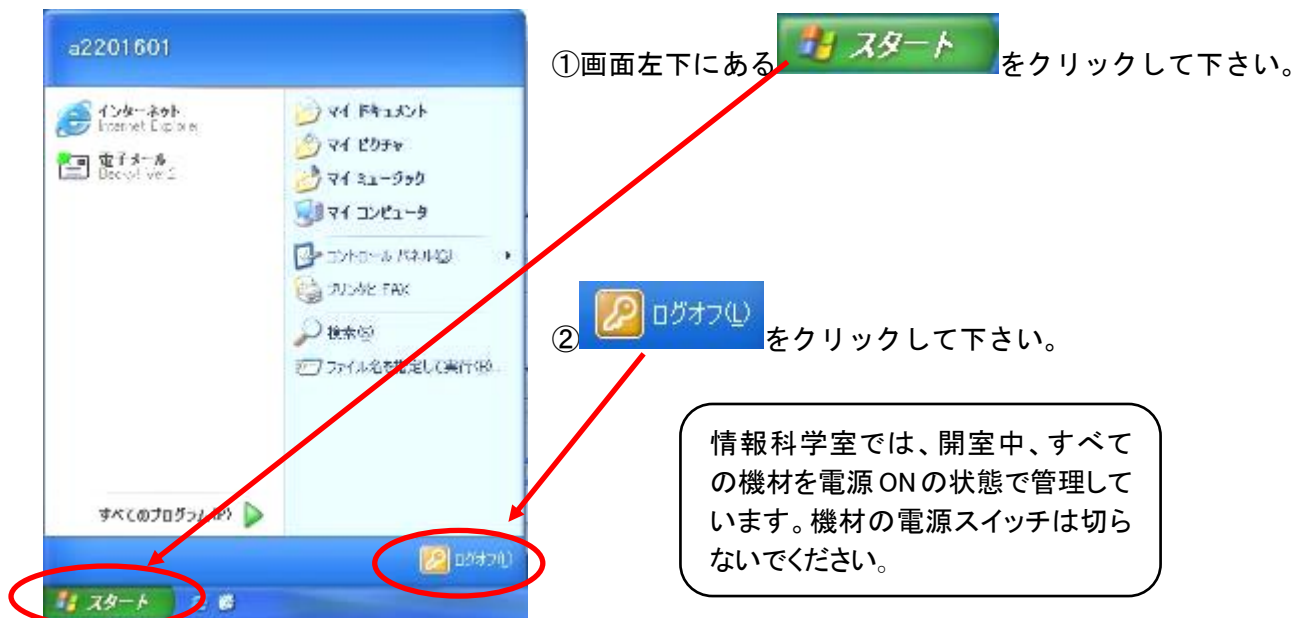 a2201601
インターネット
Internet Explorer
電子メール
マイ ドキュメント
マイ ピクチャ
マイ ミュージック
マイ コンピュータ
コントロール パネル(C)
プリンタと FAX
検索(S)
ファイル名を指定して実行(R)...
すべてのプログラム(P)
ログオフ(L)
スタート
①画面左下にある スタート をクリックして下さい。
② ログオフ(L) をクリックして下さい。
情報科学室では、開室中、すべて
の機材を電源ONの状態で管理して
います。機材の電源スイッチは切ら
ないでください。